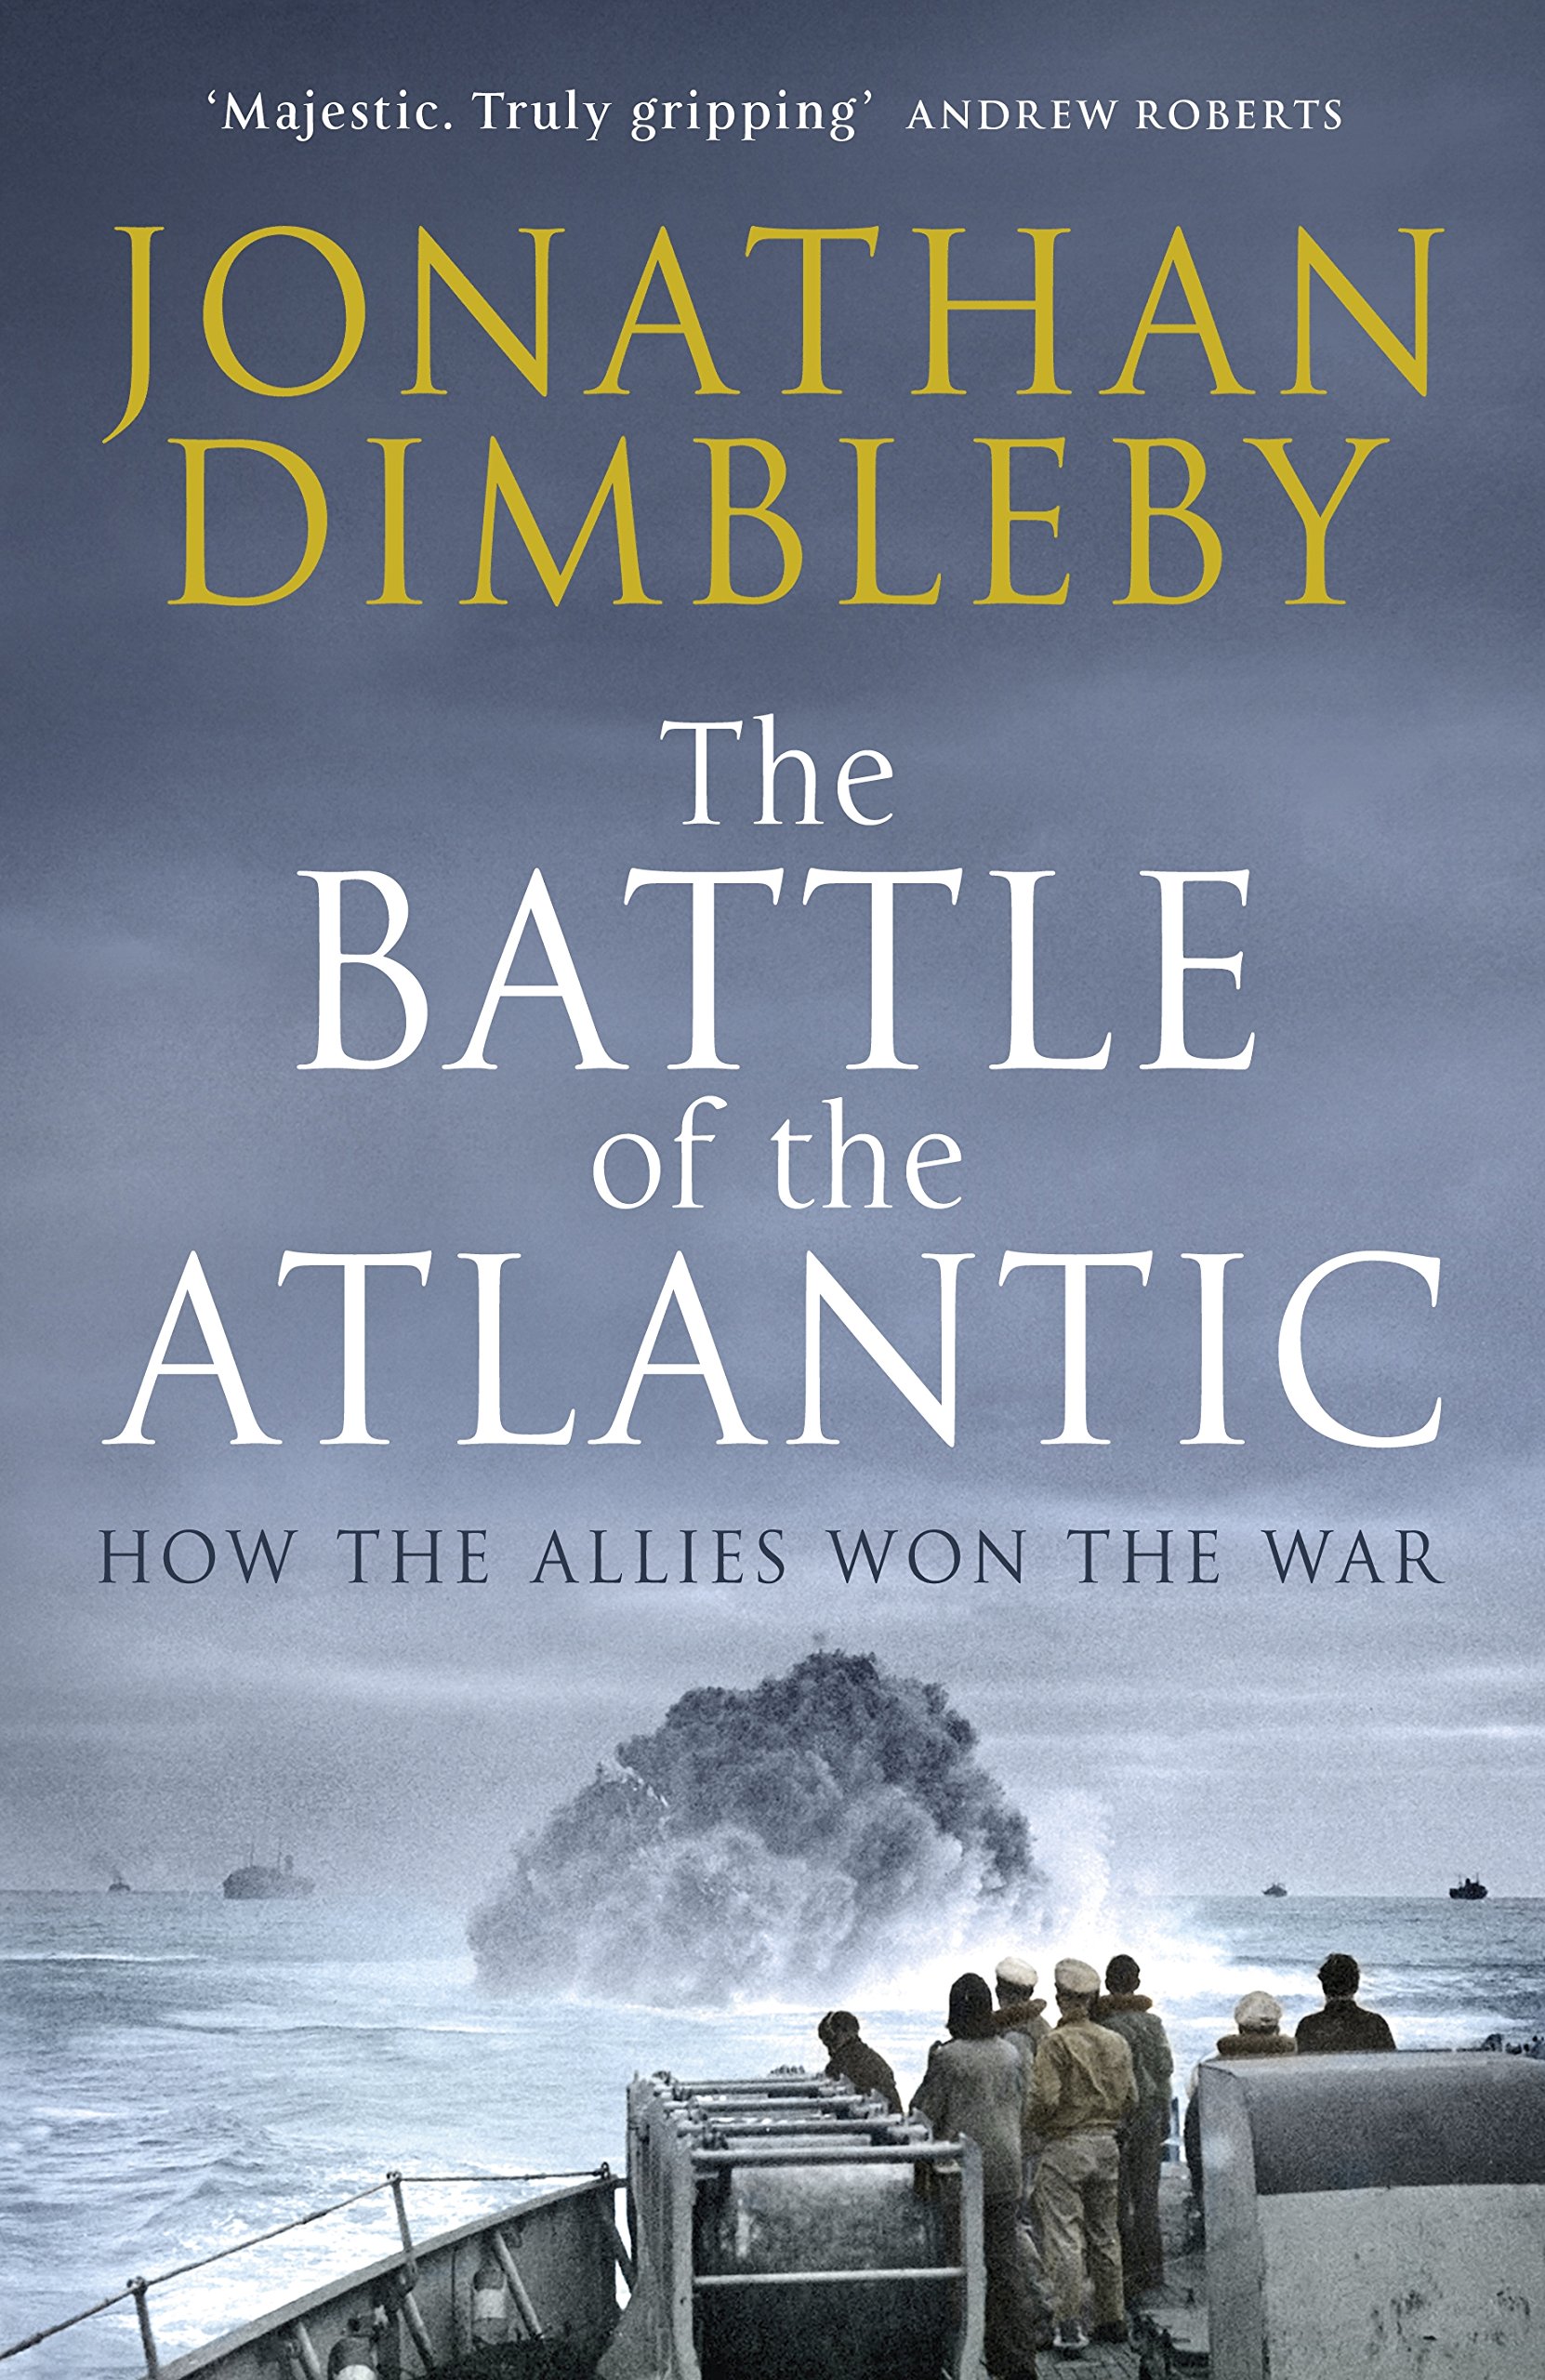 ‘Majestic. Truly gripping’ ANDREW ROBERTS
JONATHAN
DIMBLEBY
The
BATTLE
of the
ATLANTIC
HOW THE ALLIES WON THE WAR